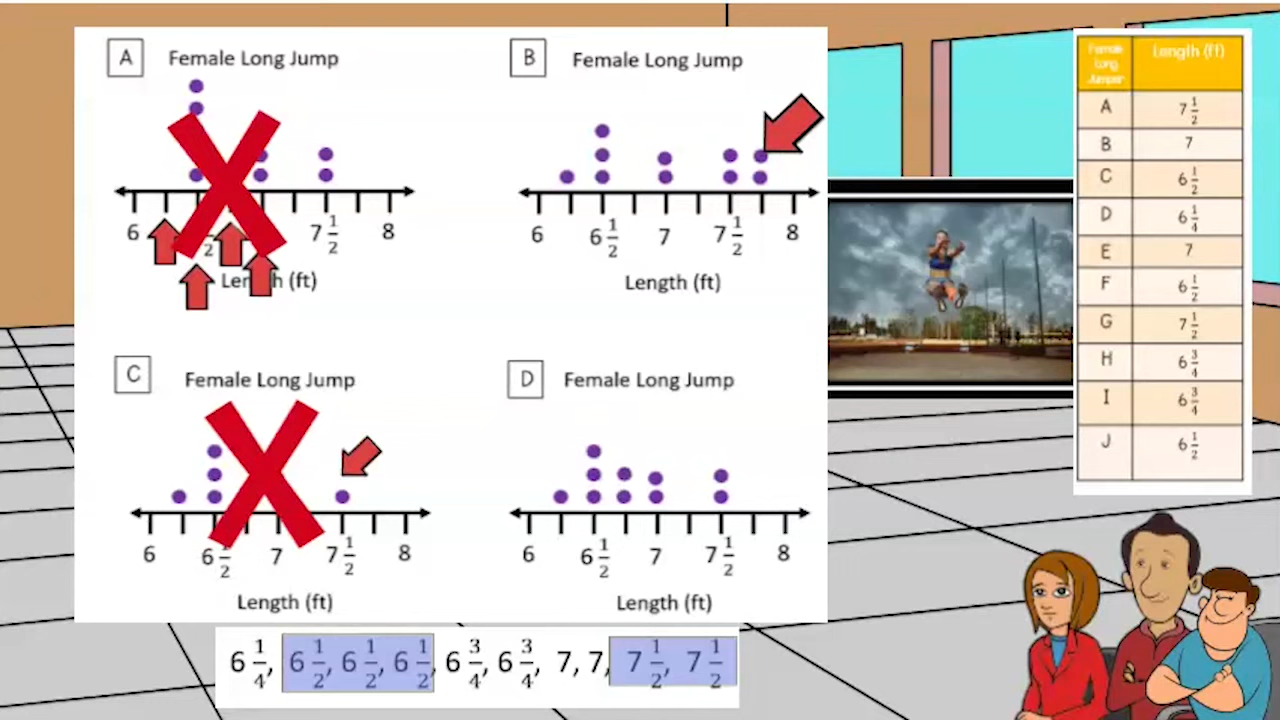 A Female Long Jump
6 2 7 1/2 8
Length (ft)
B Female Long Jump
6 6 1/2 7 7 1/2 8
Length (ft)
C Female Long Jump
6 6 1/2 7 7 1/2 8
Length (ft)
D Female Long Jump
6 6 1/2 7 7 1/2 8
Length (ft)
6 1/4, 6 1/2, 6 1/2, 6 1/2, 6 3/4, 6 3/4, 7, 7, 7 1/2, 7 1/2
Female Long Jumper Length (ft)
A 7 1/2
B 7
C 6 1/2
D 6 1/4
E 7
F 6 1/2
G 7 1/2
H 6 3/4
I 6 3/4
J 6 1/2